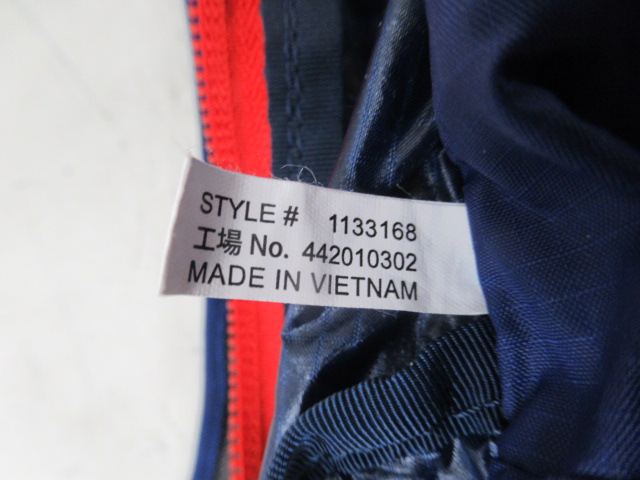 STYLE # 1133168
工場 No. 442010302
MADE IN VIETNAM